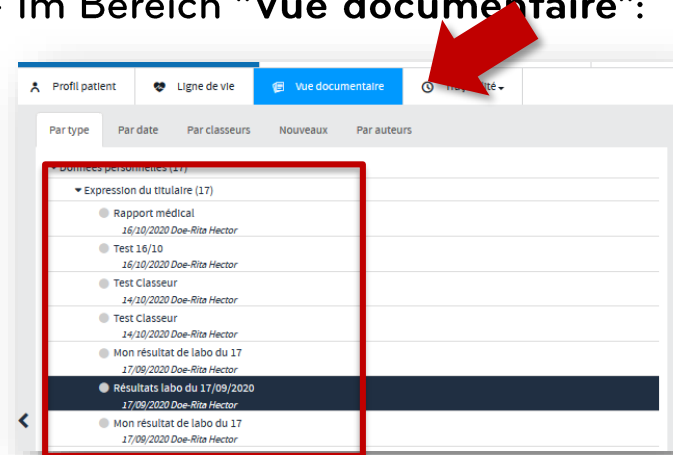 - Im Bereich "Vue documentaire":
Profil patient Ligne de vie Vue documentaire
Par type Par date Par classeurs Nouveaux Par auteurs
Données personnelles (17)
Expression du titulaire (17)
Rapport médical
16/10/2020 Doe-Rita Hector
Test 16/10
16/10/2020 Doe-Rita Hector
Test Classeur
14/10/2020 Doe-Rita Hector
Test Classeur
14/10/2020 Doe-Rita Hector
Mon résultat de labo du 17
17/09/2020 Doe-Rita Hector
Résultats labo du 17/09/2020
17/09/2020 Doe-Rita Hector
Mon résultat de labo du 17
17/09/2020 Doe-Rita Hector